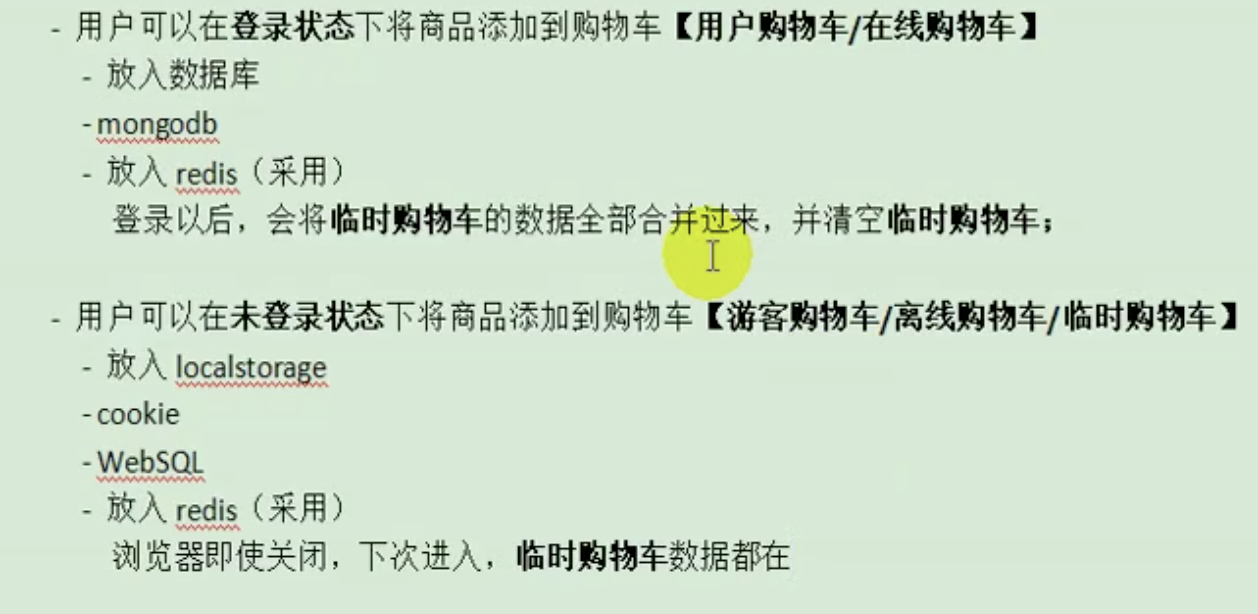 - 用户可以在登录状态下将商品添加到购物车【用户购物车/在线购物车】
- 放入数据库
-mongodb
- 放入 redis（采用）
登录以后，会将临时购物车的数据全部合并过来，并清空临时购物车；
- 用户可以在未登录状态下将商品添加到购物车【游客购物车/离线购物车/临时购物车】
- 放入 localstorage
-cookie
-WebSQL
- 放入 redis（采用）
浏览器即使关闭，下次进入，临时购物车数据都在